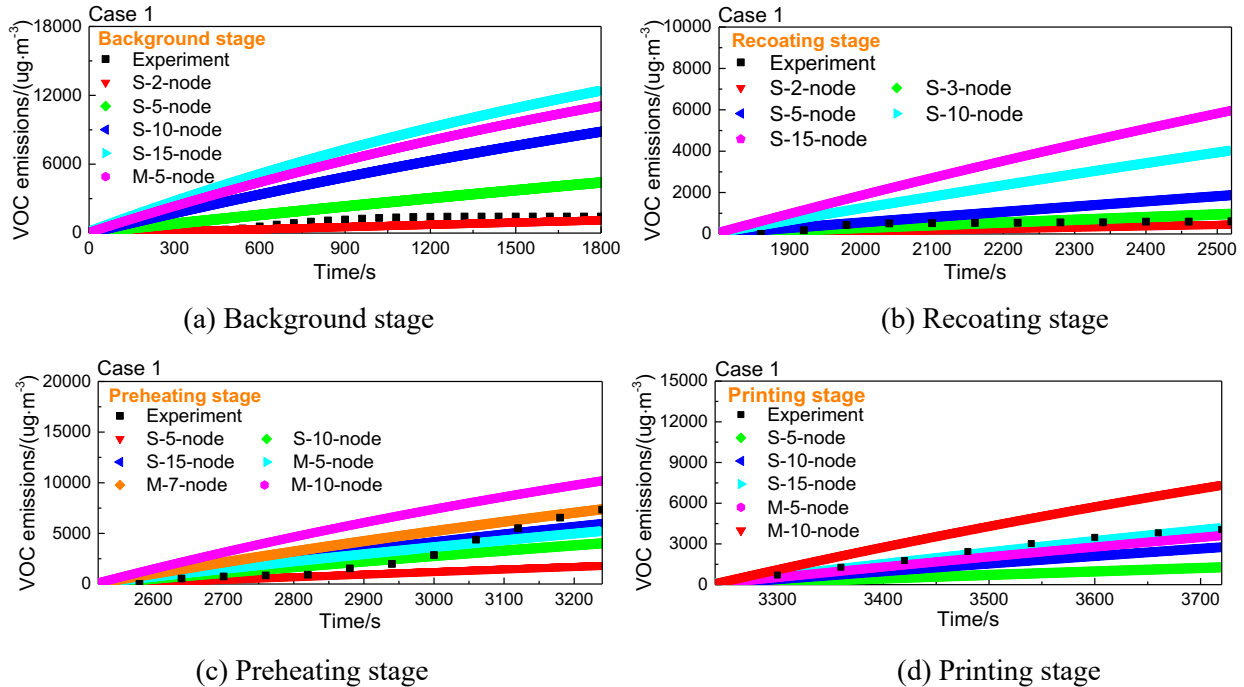 Case 1
VOC emissions/(ug·m⁻³)
18000
12000
6000
0
Background stage
Experiment
S-2-node
S-5-node
S-10-node
S-15-node
M-5-node
0 300 600 900 1200 1500 1800
Time/s
(a) Background stage
Case 1
VOC emissions/(ug·m⁻³)
10000
8000
6000
4000
2000
0
Recoating stage
Experiment
S-2-node S-3-node
S-5-node S-10-node
S-15-node
1900 2000 2100 2200 2300 2400 2500
Time/s
(b) Recoating stage
Case 1
VOC emissions/(ug·m⁻³)
20000
15000
10000
5000
0
Preheating stage
Experiment
S-5-node S-10-node
S-15-node M-5-node
M-7-node M-10-node
2600 2700 2800 2900 3000 3100 3200
Time/s
(c) Preheating stage
Case 1
VOC emissions/(ug·m⁻³)
15000
12000
9000
6000
3000
0
Printing stage
Experiment
S-5-node
S-10-node
S-15-node
M-5-node
M-10-node
3300 3400 3500 3600 3700
Time/s
(d) Printing stage